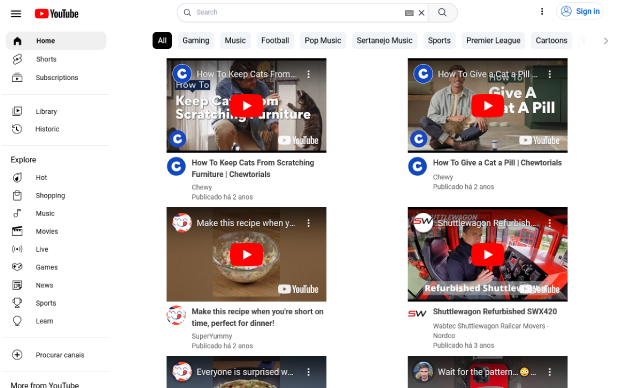 YouTube
Search
Sign in
Home
Shorts
Subscriptions
Library
Historic
Explore
Hot
Shopping
Music
Movies
Live
Games
News
Sports
Learn
Procurar canais
More from YouTube
All
Gaming
Music
Football
Pop Music
Sertanejo Music
Sports
Premier League
Cartoons
How To Keep Cats From...
How To
Keep Cats From
Scratching Furniture
YouTube
How To Keep Cats From Scratching
Furniture | Chewtorials
Chewy
Publicado há 2 anos
How To Give a Cat a Pill ...
HOW TO
Give A
Cat A Pill
YouTube
How To Give a Cat a Pill | Chewtorials
Chewy
Publicado há 2 anos
Make this recipe when y...
YouTube
Make this recipe when you're short on
time, perfect for dinner!
SuperYummy
Publicado há 2 anos
SW
SHUTTLEWAGON
Shuttlewagon Refurbish...
Refurbished Shuttlew
YouTube
SW
Shuttlewagon Refurbished SWX420
Wabtec Shuttlewagon Railcar Movers -
Nordco
Publicado há 3 anos
Everyone is surprised w...
Wait for the pattern... 😳 ...